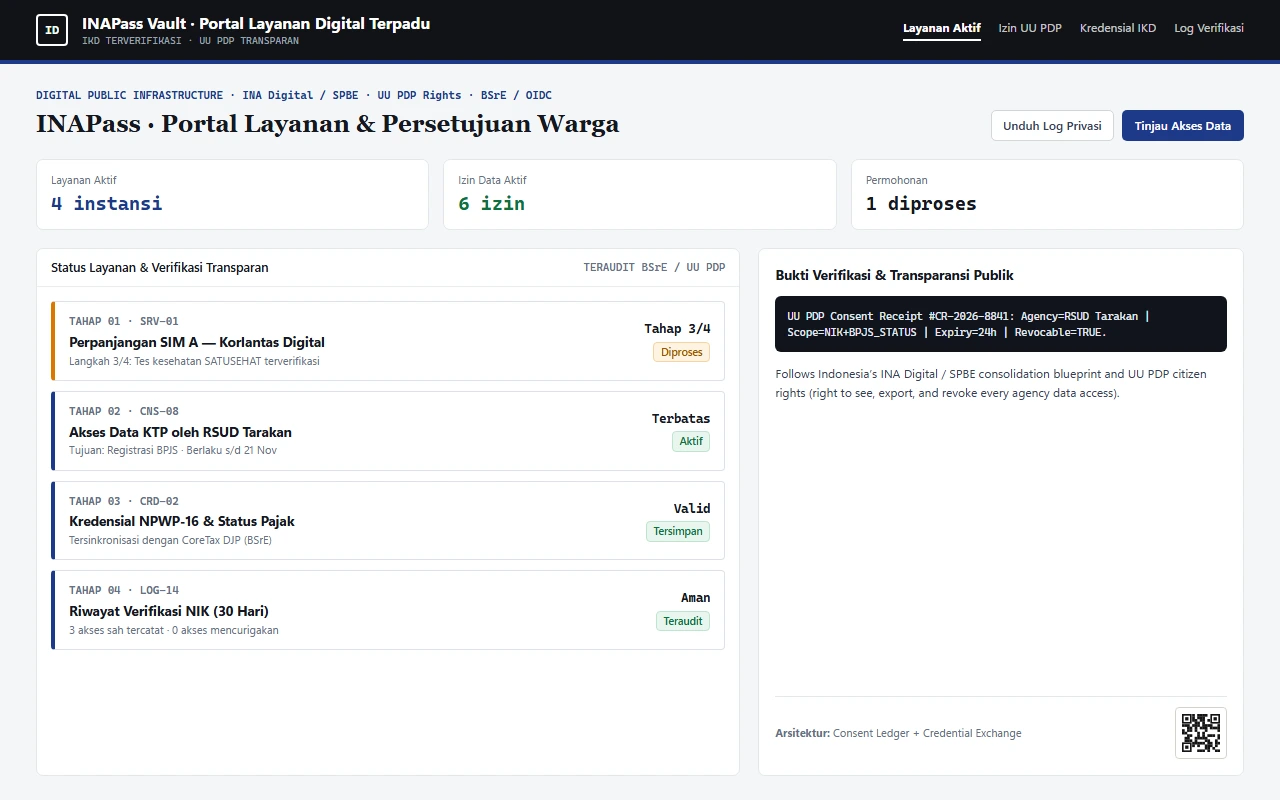 ID
INAPass Vault · Portal Layanan Digital Terpadu
IKD TERVERIFIKASI · UU PDP TRANSPARAN
Layanan Aktif
Izin UU PDP
Kredensial IKD
Log Verifikasi
DIGITAL PUBLIC INFRASTRUCTURE · INA Digital / SPBE · UU PDP Rights · BSrE / OIDC
INAPass · Portal Layanan & Persetujuan Warga
Unduh Log Privasi
Tinjau Akses Data
Layanan Aktif
4 instansi
Izin Data Aktif
6 izin
Permohonan
1 diproses
Status Layanan & Verifikasi Transparan
TERAUDIT BSrE / UU PDP
TAHAP 01 · SRV-01
Perpanjangan SIM A — Korlantas Digital
Langkah 3/4: Tes kesehatan SATUSEHAT terverifikasi
Tahap 3/4
Diproses
TAHAP 02 · CNS-08
Akses Data KTP oleh RSUD Tarakan
Tujuan: Registrasi BPJS · Berlaku s/d 21 Nov
Terbatas
Aktif
TAHAP 03 · CRD-02
Kredensial NPWP-16 & Status Pajak
Tersinkronisasi dengan CoreTax DJP (BSrE)
Valid
Tersimpan
TAHAP 04 · LOG-14
Riwayat Verifikasi NIK (30 Hari)
3 akses sah tercatat · 0 akses mencurigakan
Aman
Teraudit
Bukti Verifikasi & Transparansi Publik
UU PDP Consent Receipt #CR-2026-8841: Agency=RSUD Tarakan |
Scope=NIK+BPJS_STATUS | Expiry=24h | Revocable=TRUE.
Follows Indonesia's INA Digital / SPBE consolidation blueprint and UU PDP citizen
rights (right to see, export, and revoke every agency data access).
Arsitektur: Consent Ledger + Credential Exchange